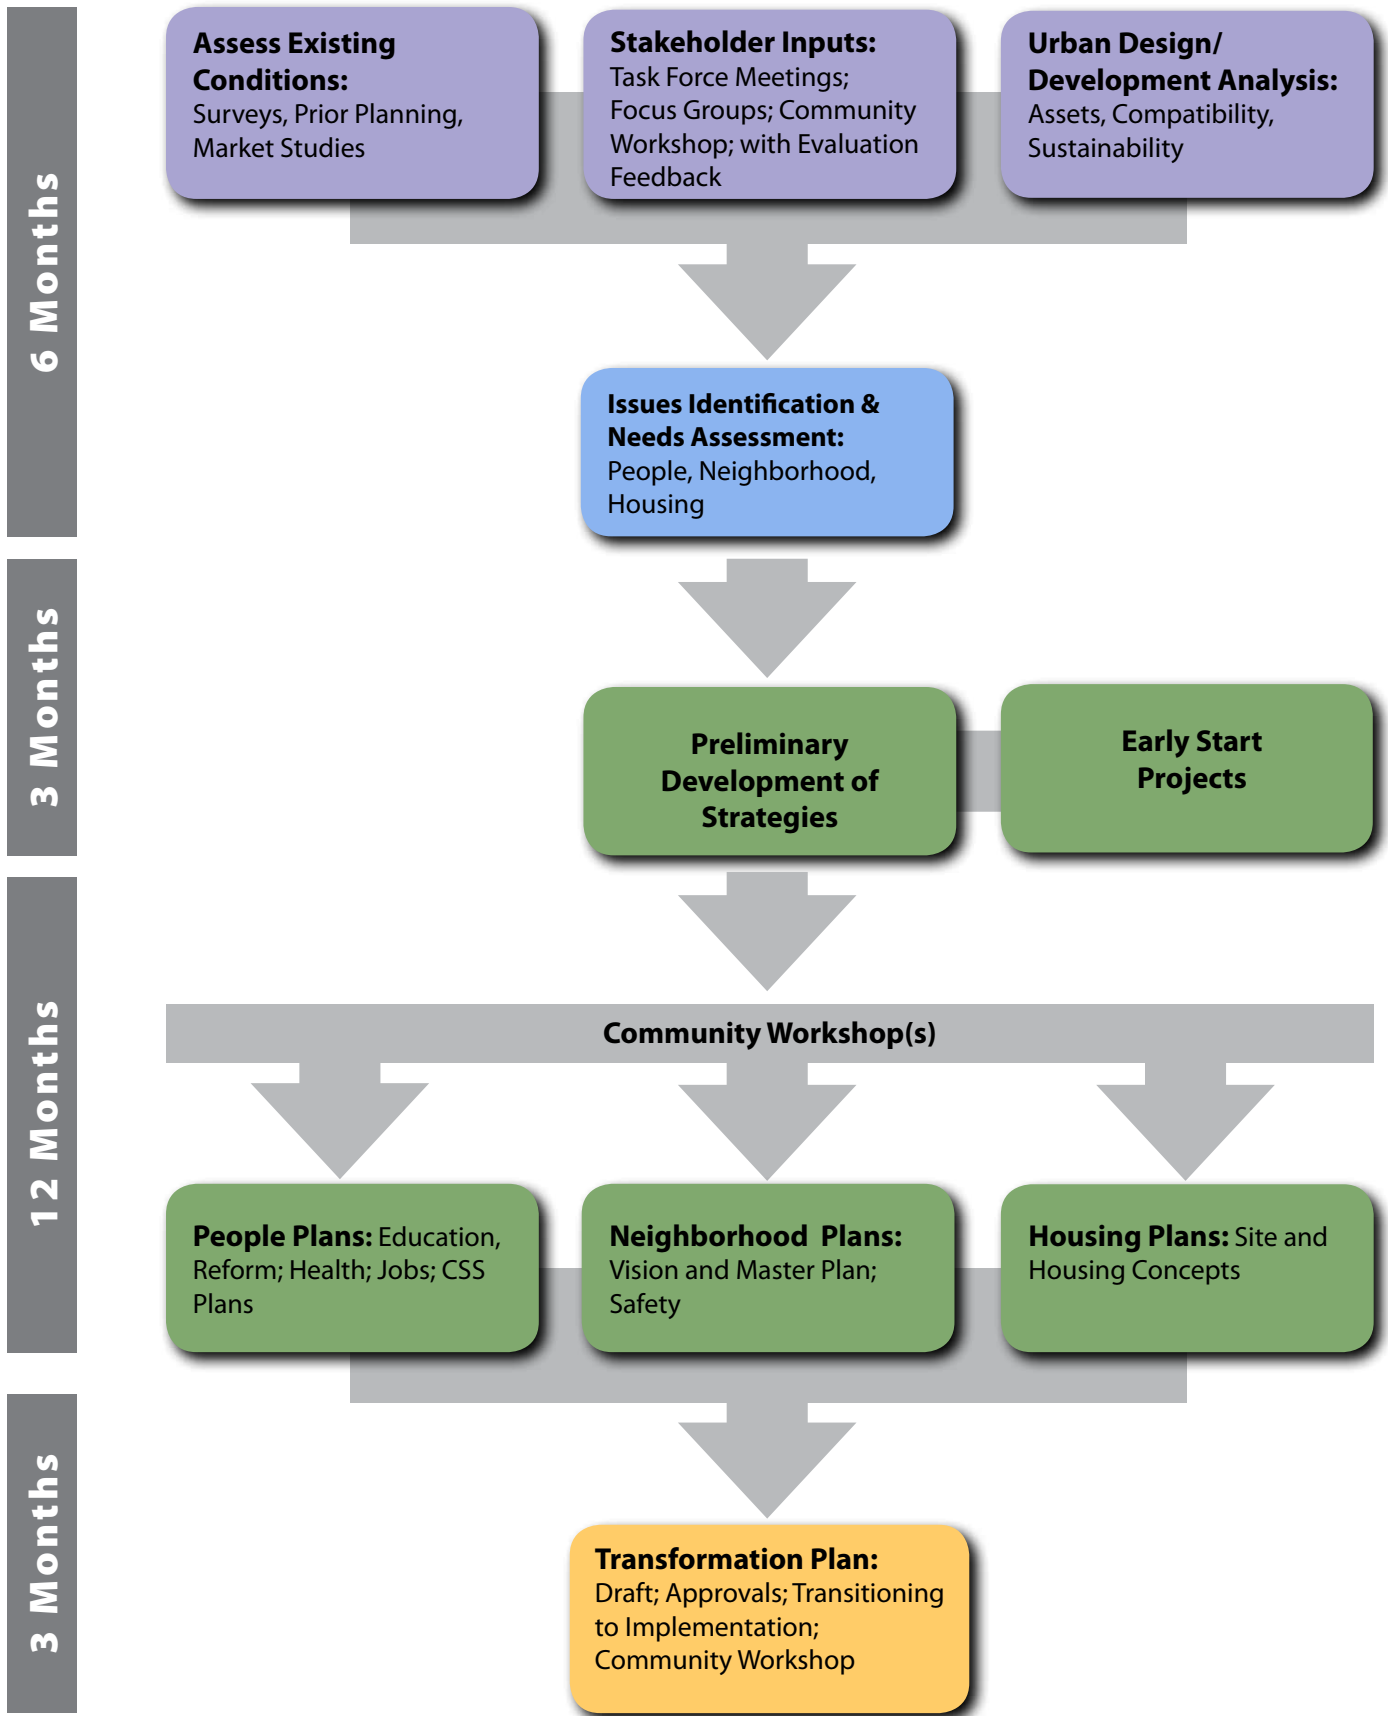 6 Months
Assess Existing
Conditions:
Surveys, Prior Planning,
Market Studies
Stakeholder Inputs:
Task Force Meetings;
Focus Groups; Community
Workshop; with Evaluation
Feedback
Urban Design/
Development Analysis:
Assets, Compatibility,
Sustainability
Issues Identification &
Needs Assessment:
People, Neighborhood,
Housing
3 Months
Preliminary
Development of
Strategies
Early Start
Projects
12 Months
Community Workshop(s)
People Plans: Education,
Reform; Health; Jobs; CSS
Plans
Neighborhood Plans:
Vision and Master Plan;
Safety
Housing Plans: Site and
Housing Concepts
3 Months
Transformation Plan:
Draft; Approvals; Transitioning
to Implementation;
Community Workshop